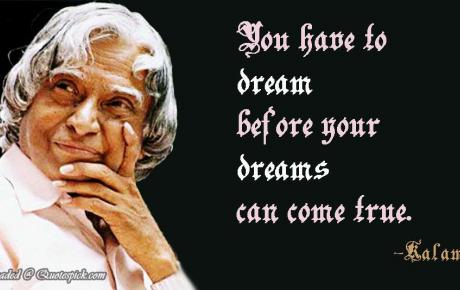 You have to
dream
before your
dreams
can come true.
-Kalam
aded @ Quotespick.com